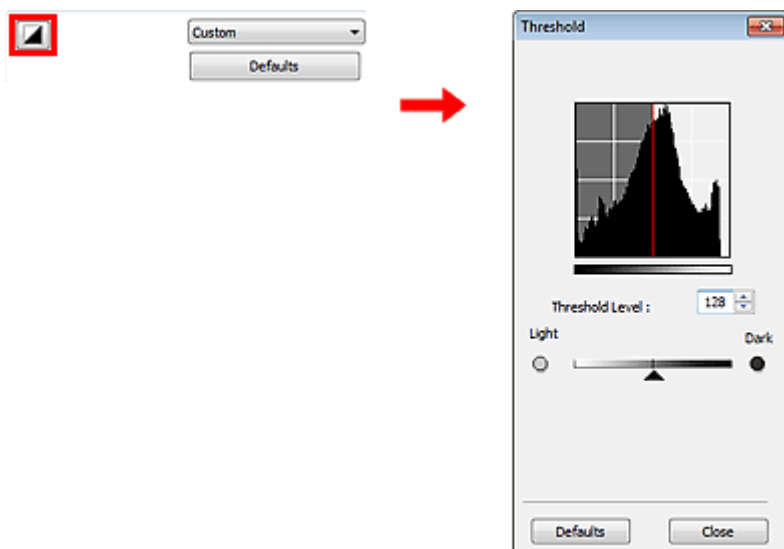 Custom
Defaults
Threshold
Threshold Level :
128
Light
Dark
Defaults
Close